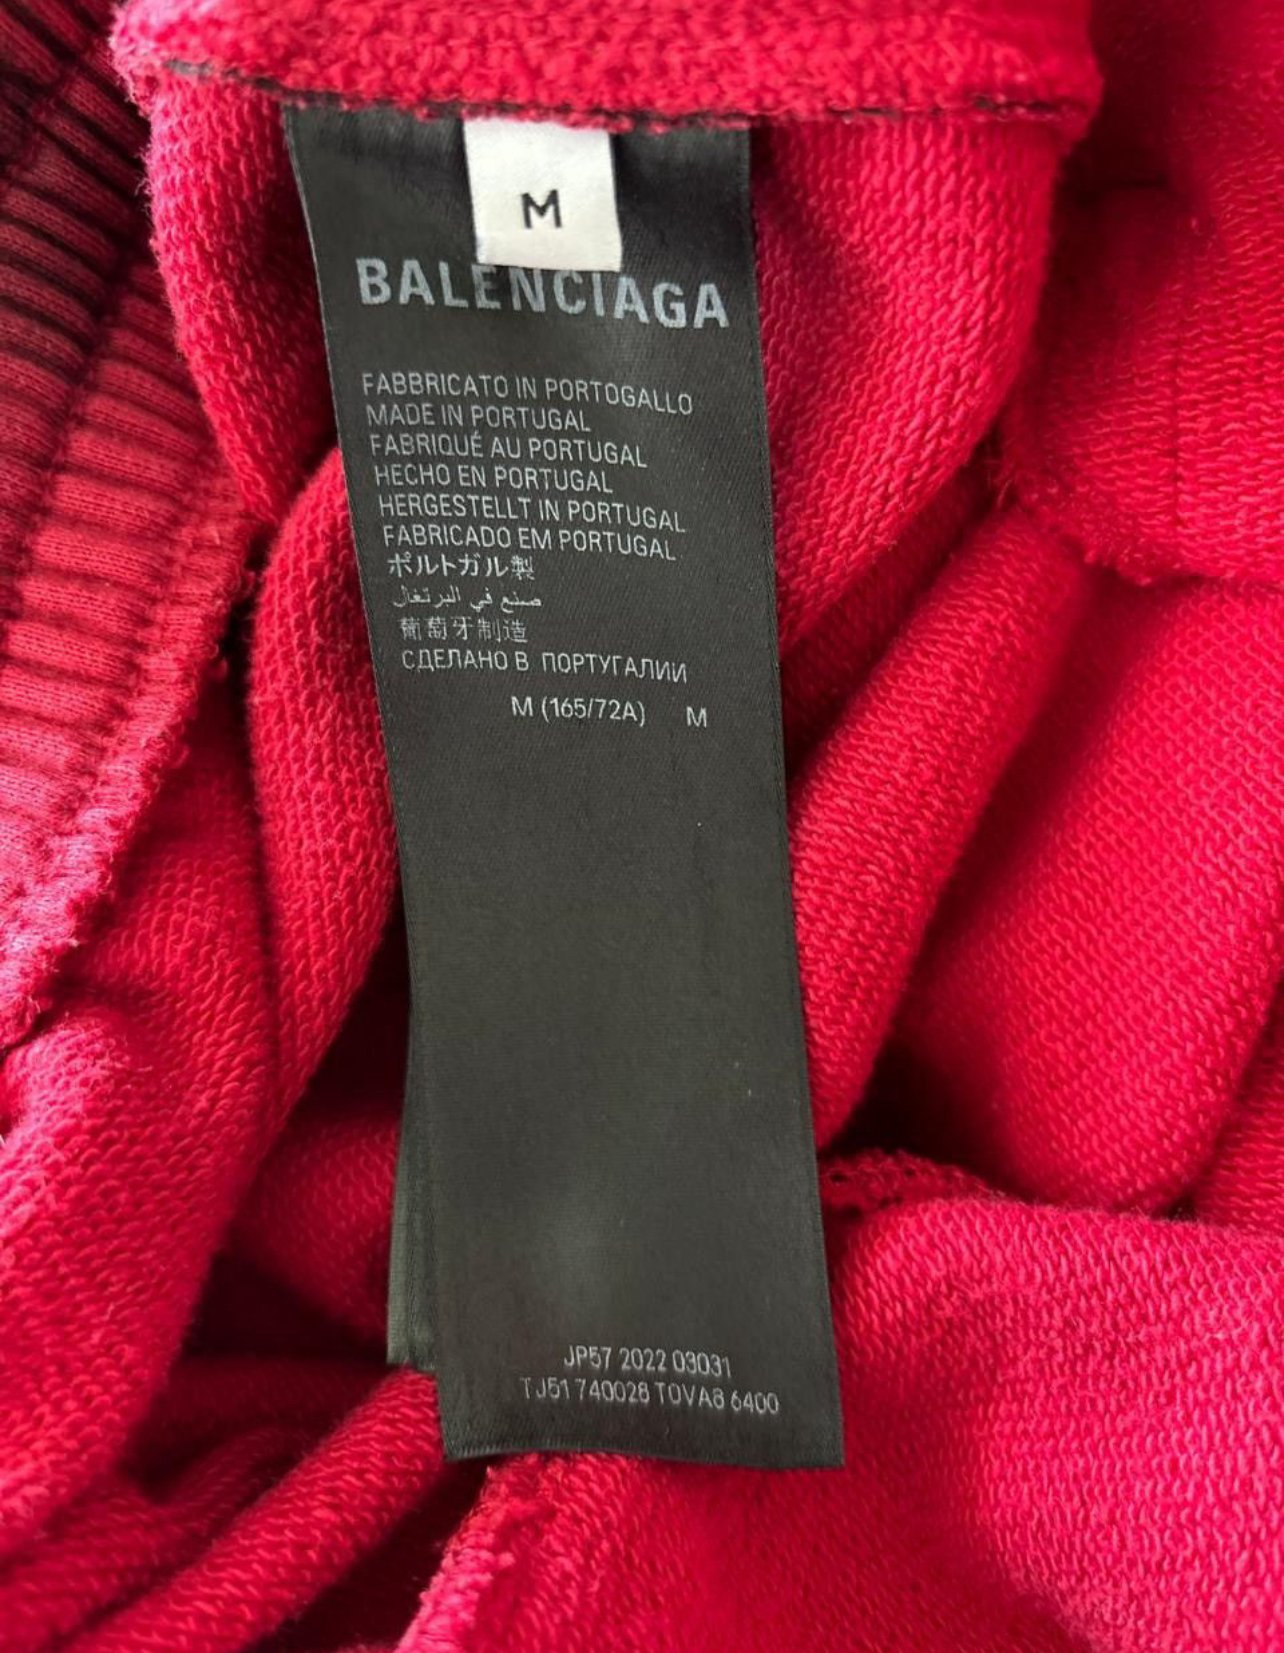 M
BALENCIAGA
FABBRICATO IN PORTOGALLO
MADE IN PORTUGAL
FABRIQUÉ AU PORTUGAL
HECHO EN PORTUGAL
HERGESTELLT IN PORTUGAL
FABRICADO EM PORTUGAL
ポルトガル製
صنع في البرتغال
葡萄牙制造
СДЕЛАНО В ПОРТУГАЛИИ
M (165/72A) M
JP57 2022 03031
TJ51 740028 TOVA8 6400